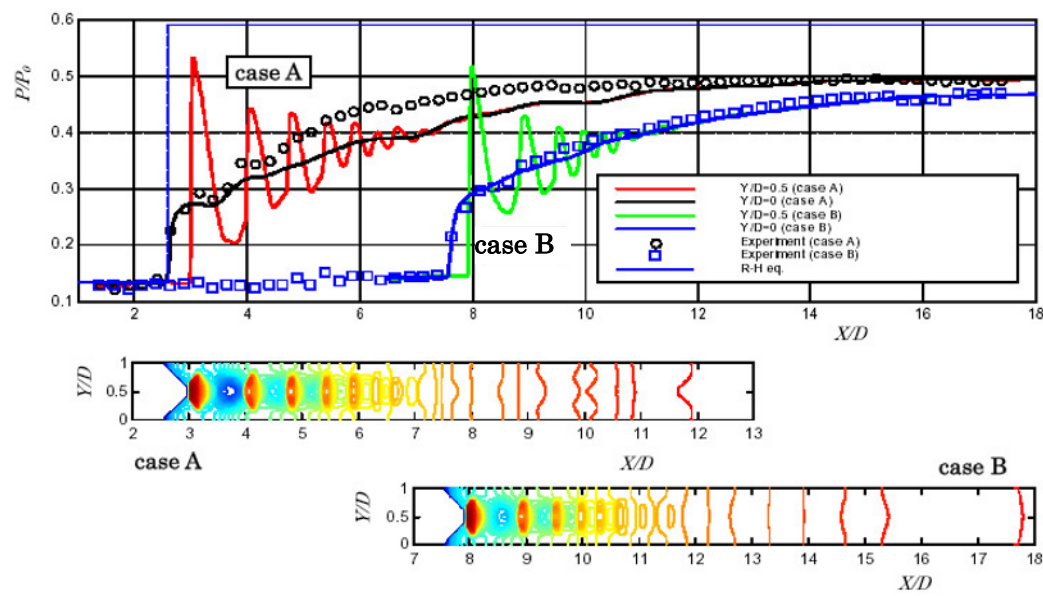 0.6
0.5
0.4
0.3
0.2
0.1
P/P₀
case A
case B
Y/D=0.5 (case A)
Y/D=0 (case A)
Y/D=0.5 (case B)
Y/D=0 (case B)
Experiment (case A)
Experiment (case B)
R-H eq.
2 4 6 8 10 12 14 16 18
X/D
1
0.5
0
Y/D
2 3 4 5 6 7 8 9 10 11 12 13
case A
X/D
case B
1
0.5
0
Y/D
7 8 9 10 11 12 13 14 15 16 17 18
X/D